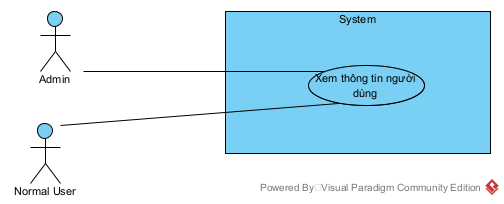 System
Xem thông tin người
dùng
Admin
Normal User
Powered By Visual Paradigm Community Edition